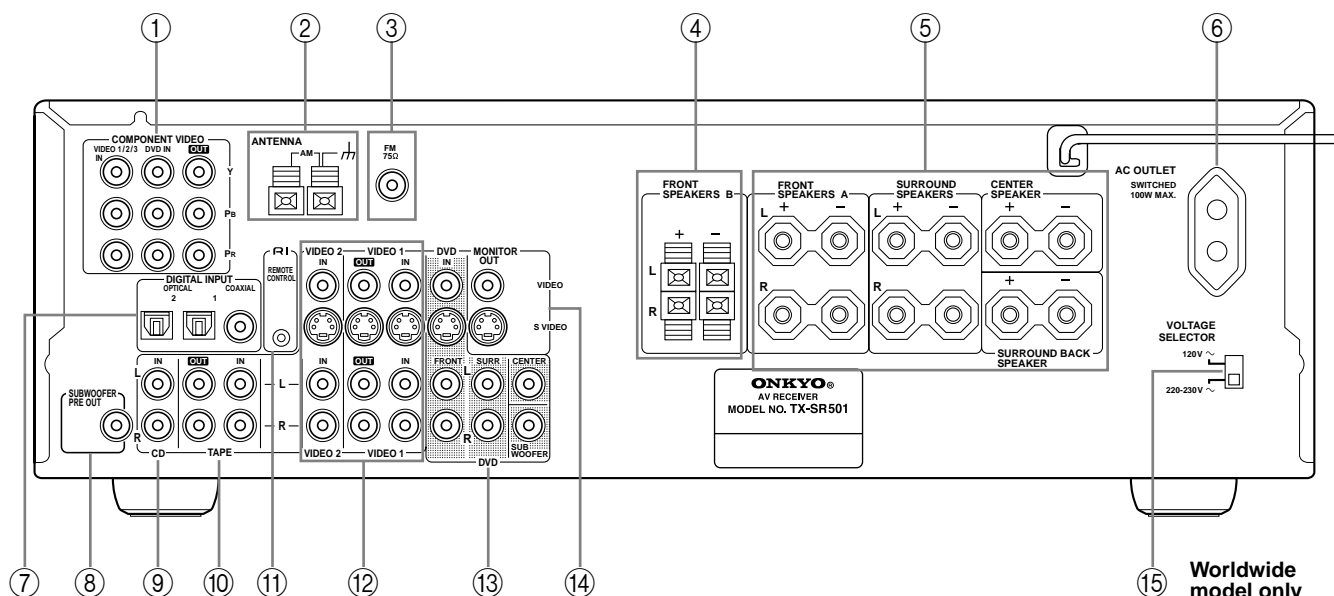 ① ② ③ ④ ⑤ ⑥
COMPONENT VIDEO
VIDEO 1/2/3 DVD IN OUT
IN
Y
PB
PR
ANTENNA
AM
FM
75Ω
FRONT
SPEAKERS B
+ −
L
R
FRONT
SPEAKERS A
+ −
L
R
SURROUND
SPEAKERS
+ −
L
R
CENTER
SPEAKER
+ −
+ −
SURROUND BACK
SPEAKER
AC OUTLET
SWITCHED
100W MAX.
DIGITAL INPUT
OPTICAL COAXIAL
2 1
RI
REMOTE
CONTROL
VIDEO 2 VIDEO 1 DVD MONITOR
IN OUT IN IN OUT
VIDEO
S VIDEO
IN OUT IN
L L
R R
CD TAPE
SUBWOOFER
PRE OUT
IN OUT IN
VIDEO 2 VIDEO 1
FRONT SURR CENTER
L
R
SUB
WOOFER
DVD
ONKYO®
AV RECEIVER
MODEL NO. TX-SR501
VOLTAGE
SELECTOR
120V ~
220-230V ~
⑦ ⑧ ⑨ ⑩ ⑪ ⑫ ⑬ ⑭ ⑮
Worldwide
model only